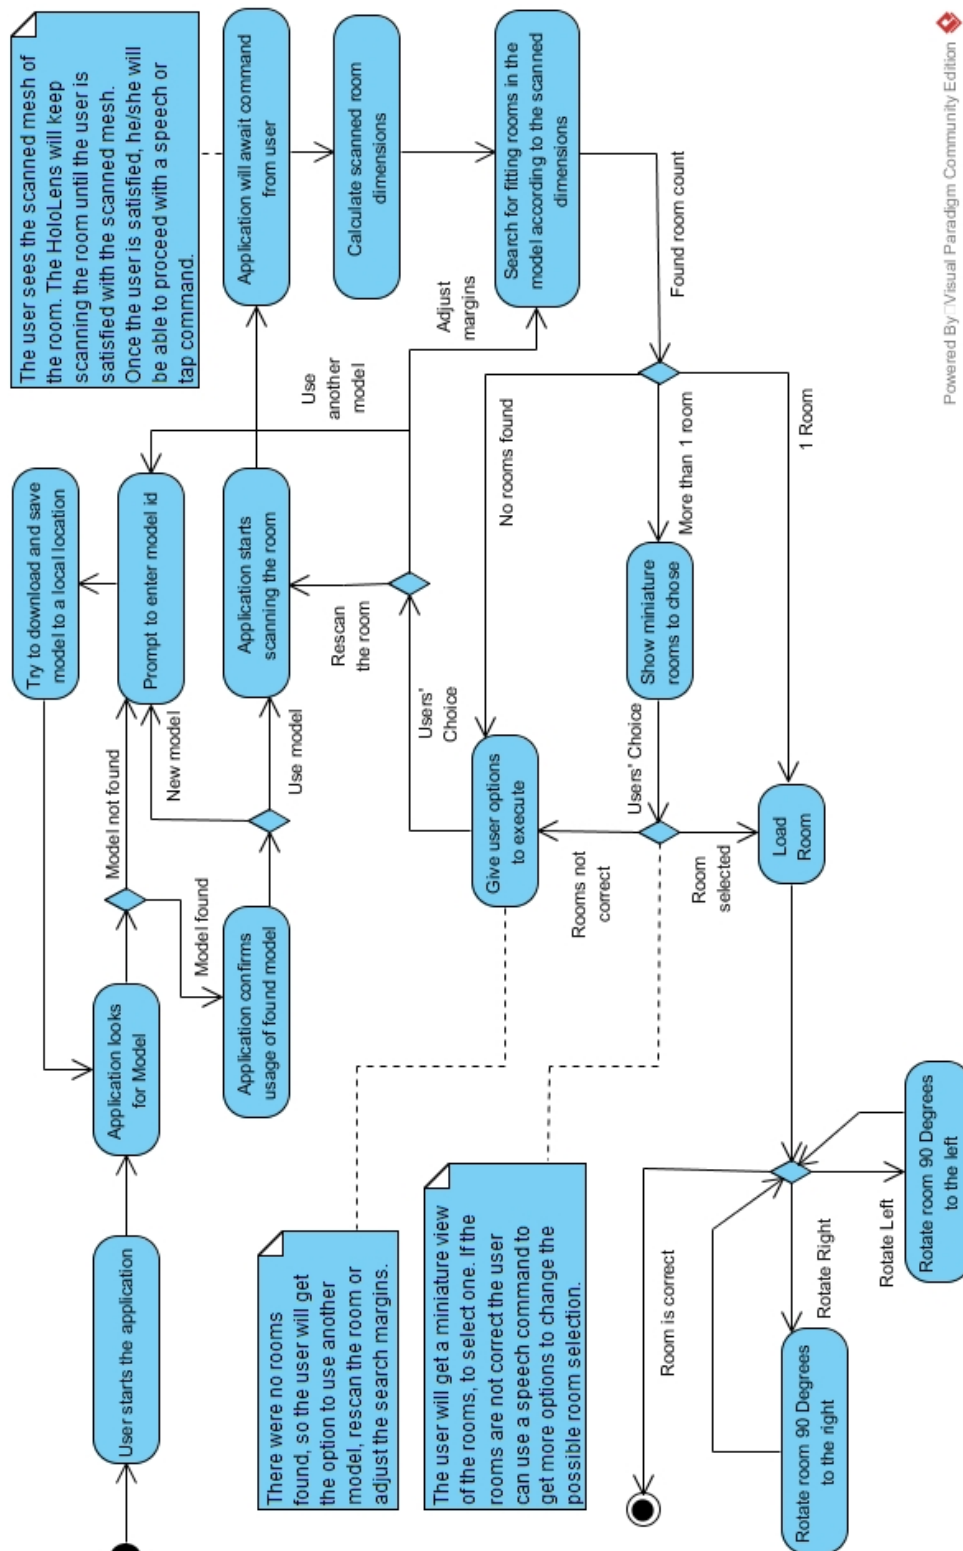 User starts the application
Application looks
for Model
Try to download and save
model to a local location
Model not found
Prompt to enter model id
New model
Model found
Application confirms
usage of found model
Use model
Application starts
scanning the room
The user sees the scanned mesh of
the room. The HoloLens will keep
scanning the room until the user is
satisfied with the scanned mesh.
Once the user is satisfied, he/she will
be able to proceed with a speech or
tap command.
Application will await command
from user
Calculate scanned room
dimensions
Search for fitting rooms in the
model according to the scanned
dimensions
Use
another
model
Adjust
margins
Rescan
the room
Users'
Choice
Give user options
to execute
There were no rooms
found, so the user will get
the option to use another
model, rescan the room or
adjust the search margins.
No rooms found
Found room count
More than 1 room
1 Room
Show miniature
rooms to chose
Users' Choice
Rooms not
correct
Room
selected
The user will get a miniature view
of the rooms, to select one. If the
rooms are not correct the user
can use a speech command to
get more options to change the
possible room selection.
Load
Room
Room is correct
Rotate Right
Rotate Left
Rotate room 90 Degrees
to the right
Rotate room 90 Degrees
to the left
Powered By Visual Paradigm Community Edition